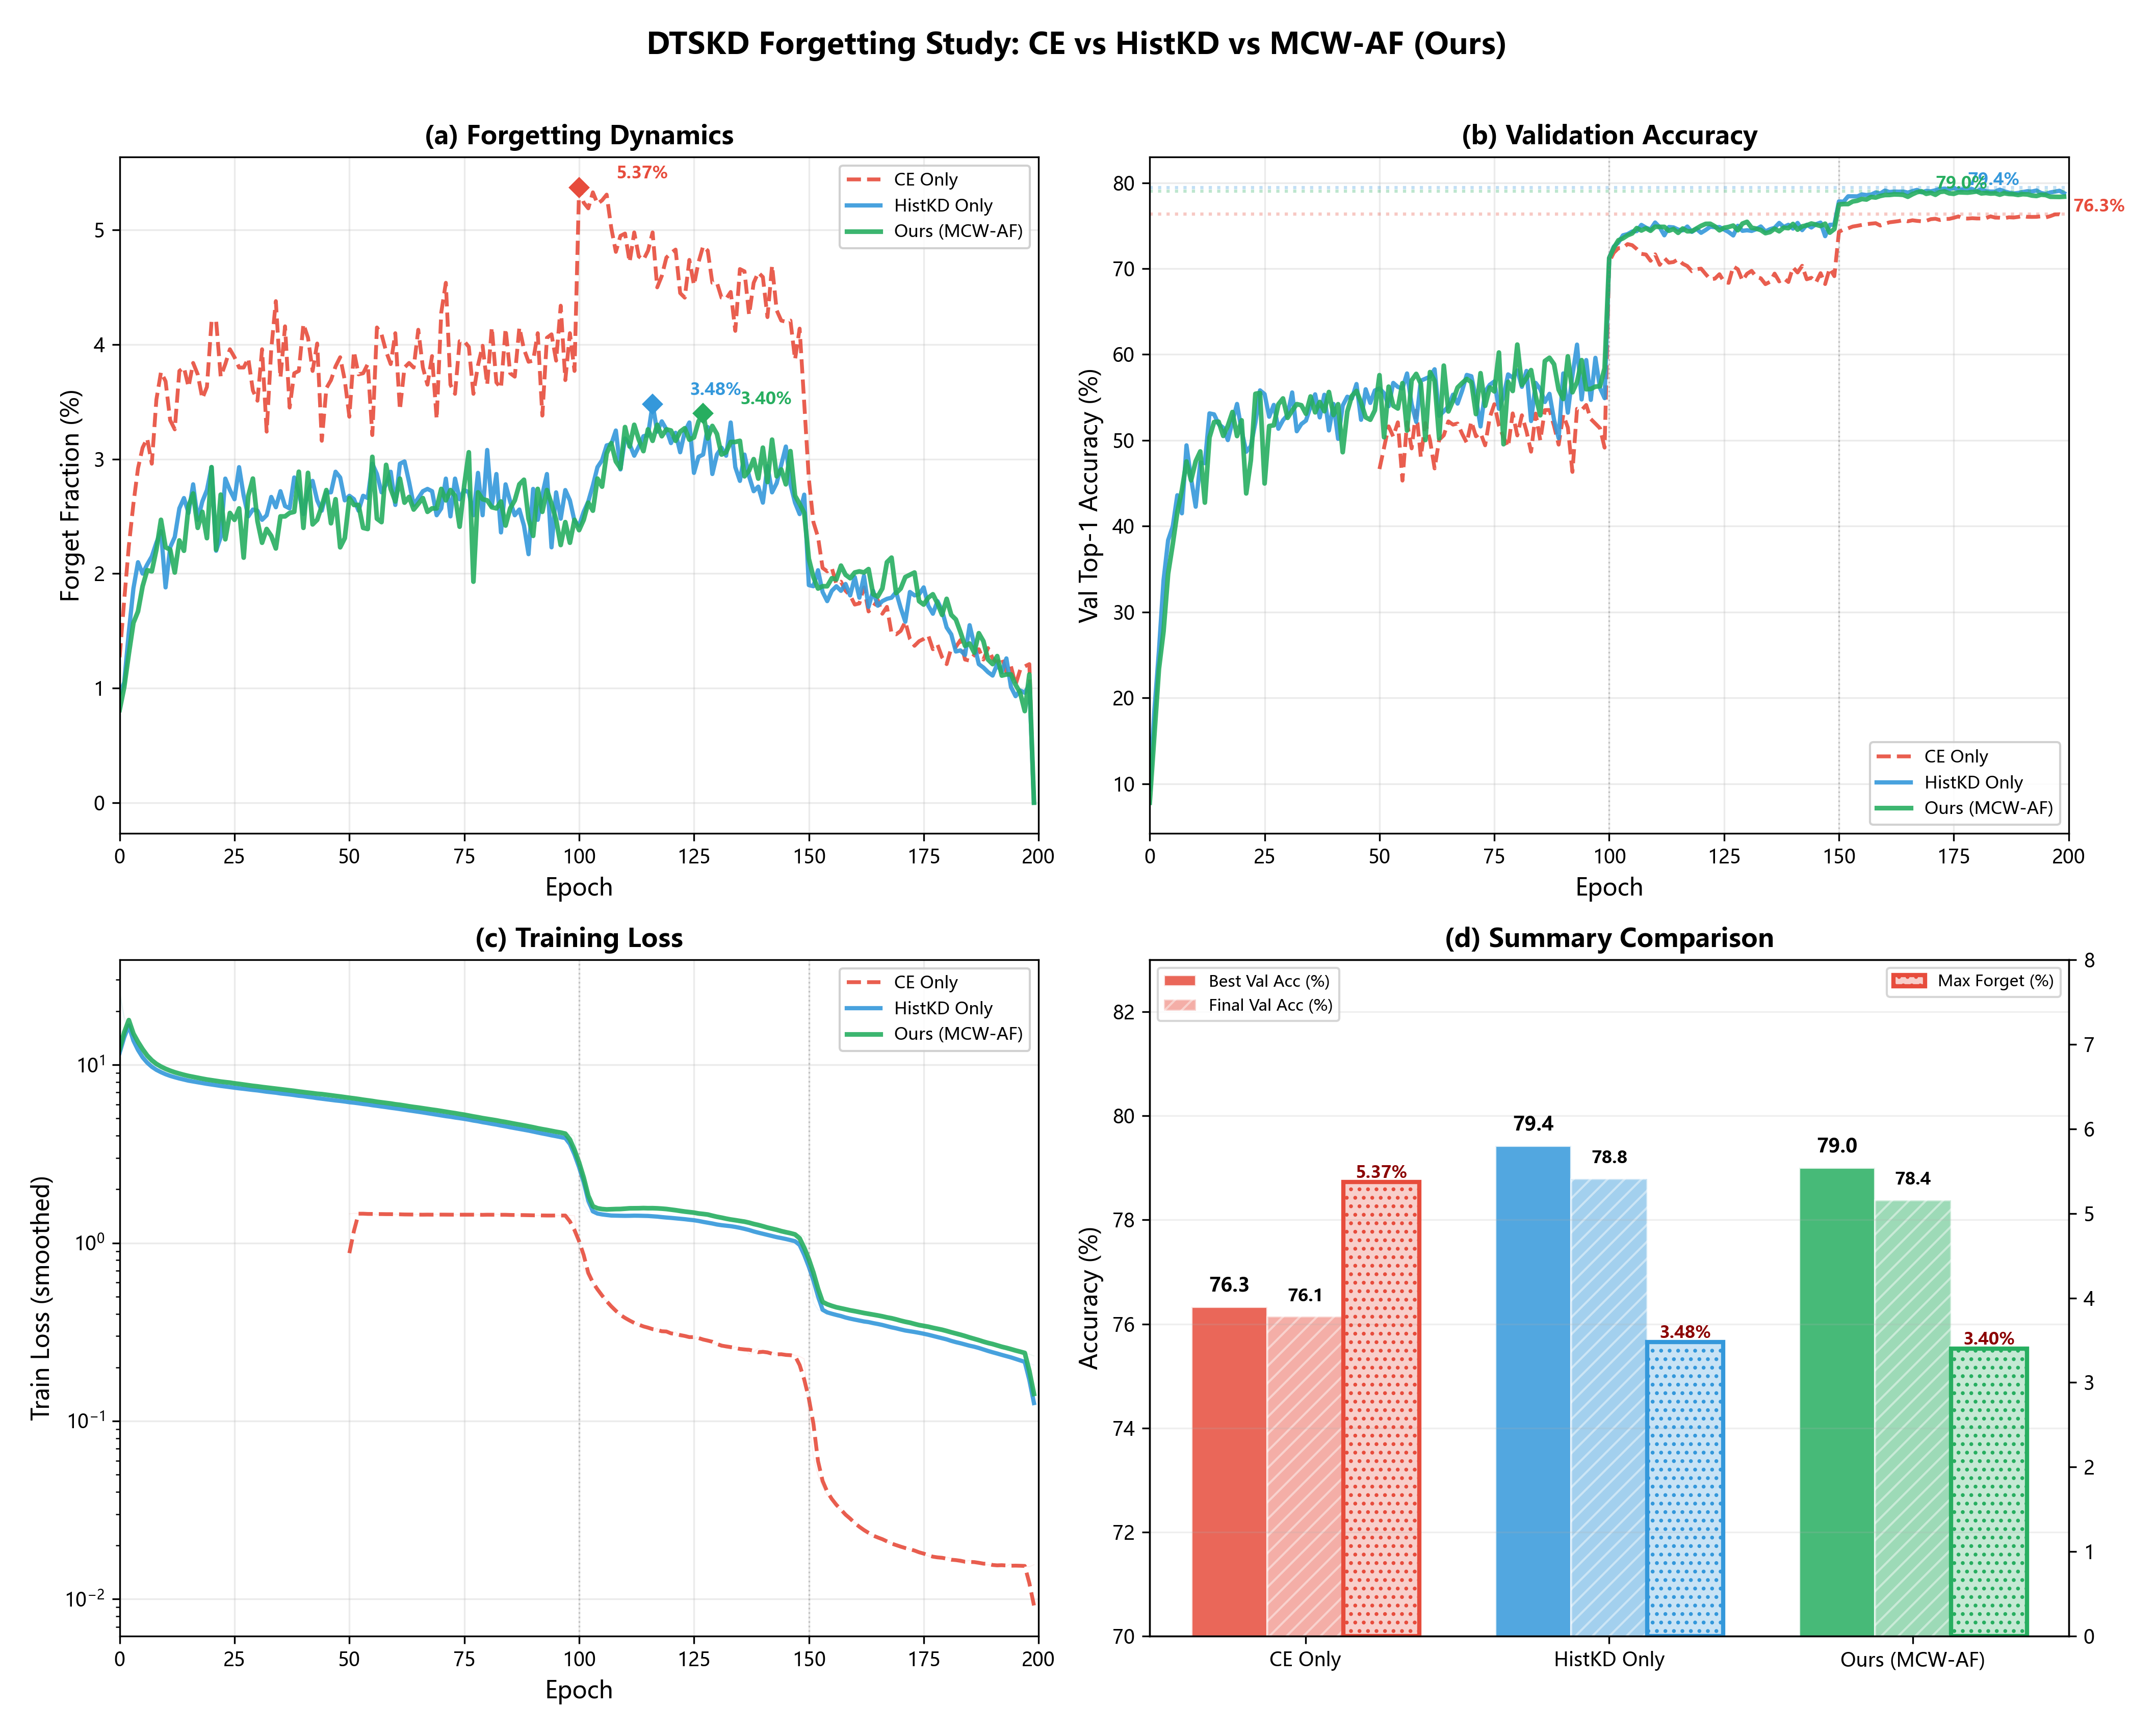 DTSKD Forgetting Study: CE vs HistKD vs MCW-AF (Ours)
(a) Forgetting Dynamics
Forget Fraction (%)
5
4
3
2
1
0
5.37%
3.48%
3.40%
CE Only
HistKD Only
Ours (MCW-AF)
0 25 50 75 100 125 150 175 200
Epoch
(b) Validation Accuracy
Val Top-1 Accuracy (%)
80
70
60
50
40
30
20
10
79.0%
79.4%
76.3%
CE Only
HistKD Only
Ours (MCW-AF)
0 25 50 75 100 125 150 175 200
Epoch
(c) Training Loss
Train Loss (smoothed)
10¹
10⁰
10⁻¹
10⁻²
CE Only
HistKD Only
Ours (MCW-AF)
0 25 50 75 100 125 150 175 200
Epoch
(d) Summary Comparison
Accuracy (%)
82
80
78
76
74
72
70
Best Val Acc (%)
Final Val Acc (%)
Max Forget (%)
76.3
76.1
5.37%
79.4
78.8
3.48%
79.0
78.4
3.40%
8
7
6
5
4
3
2
1
0
CE Only HistKD Only Ours (MCW-AF)